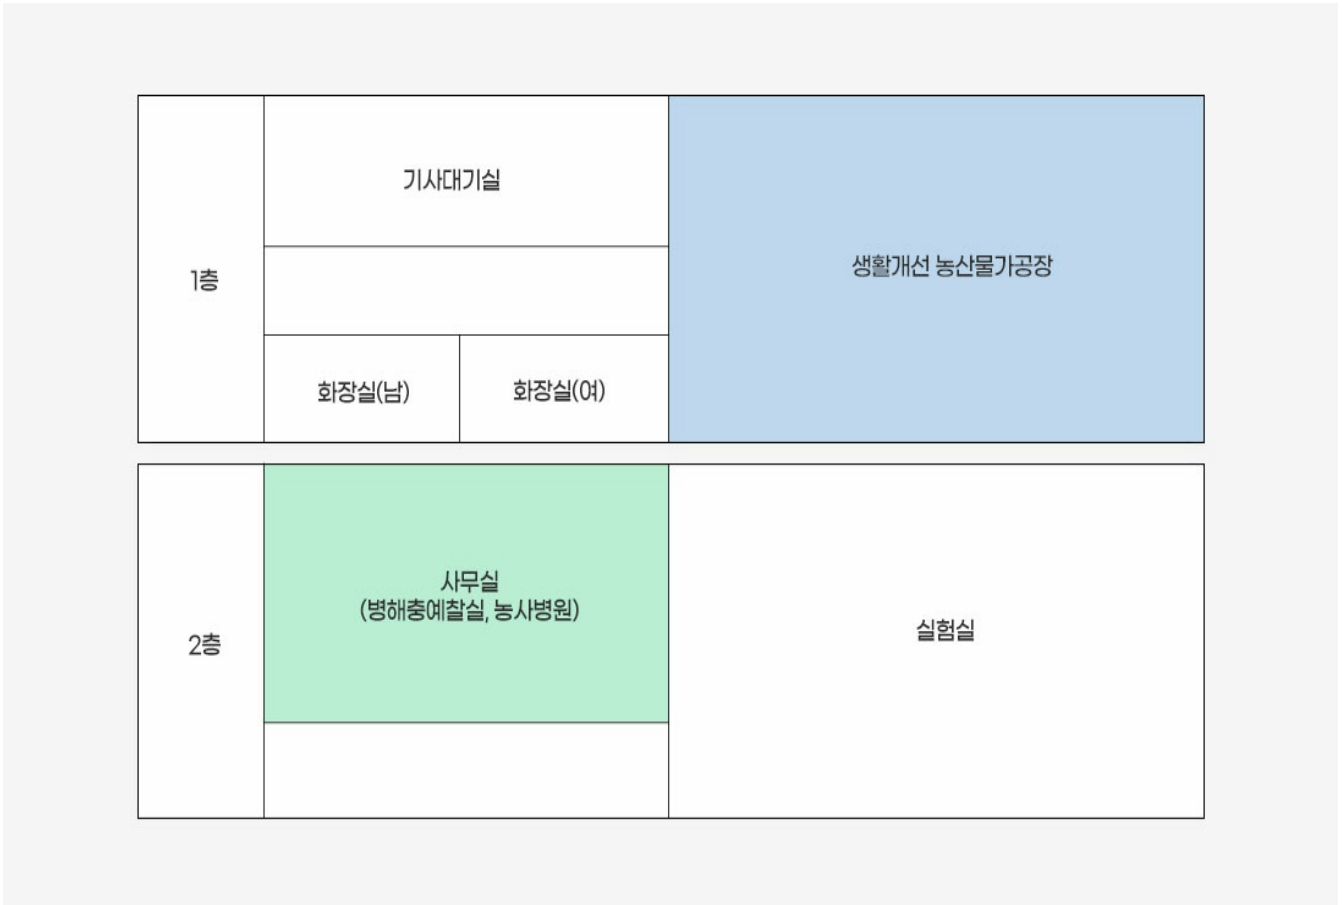 1층
기사대기실
생활개선 농산물가공장
화장실(남)
화장실(여)
2층
사무실
(병해충예찰실, 농사병원)
실험실